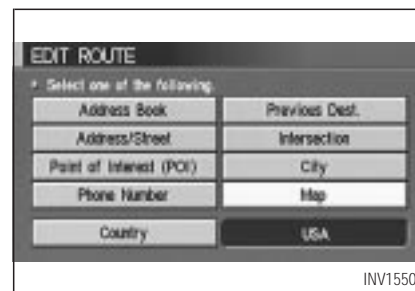 EDIT ROUTE
Select one of the following.
Address Book Previous Dest.
Address/Street Intersection
Point of Interest (POI) City
Phone Number Map
Country USA
INV1550